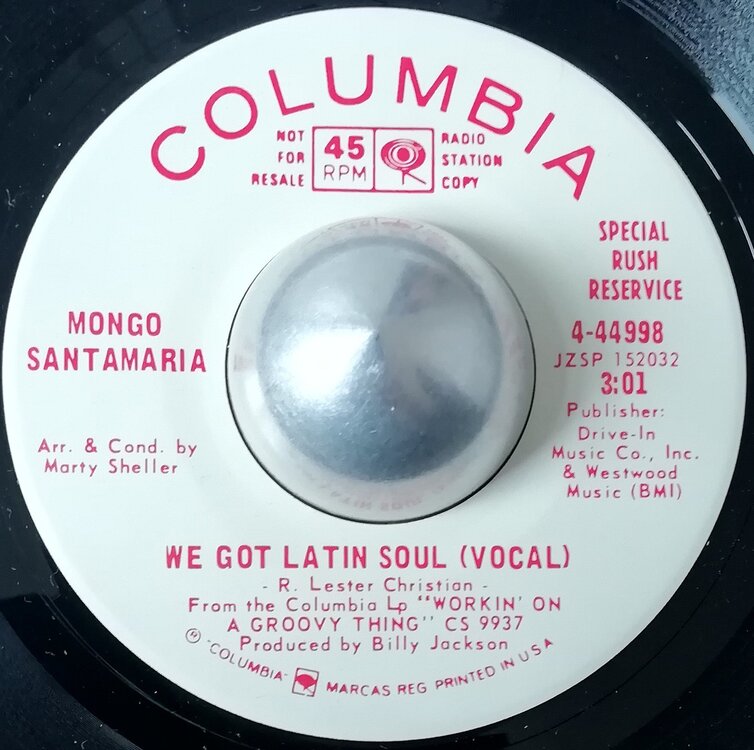 COLUMBIA
NOT
FOR
RESALE
45
RPM
RADIO
STATION
COPY
SPECIAL
RUSH
RESERVICE
MONGO
SANTAMARIA
4-44998
JZSP 152032
3:01
Publisher:
Drive-In
Music Co., Inc.
& Westwood
Music (BMI)
Arr. & Cond. by
Marty Sheller
WE GOT LATIN SOUL (VOCAL)
- R. Lester Christian -
From the Columbia Lp "WORKIN' ON
A GROOVY THING" CS 9937
Produced by Billy Jackson
"COLUMBIA" MARCAS REG PRINTED IN U S A